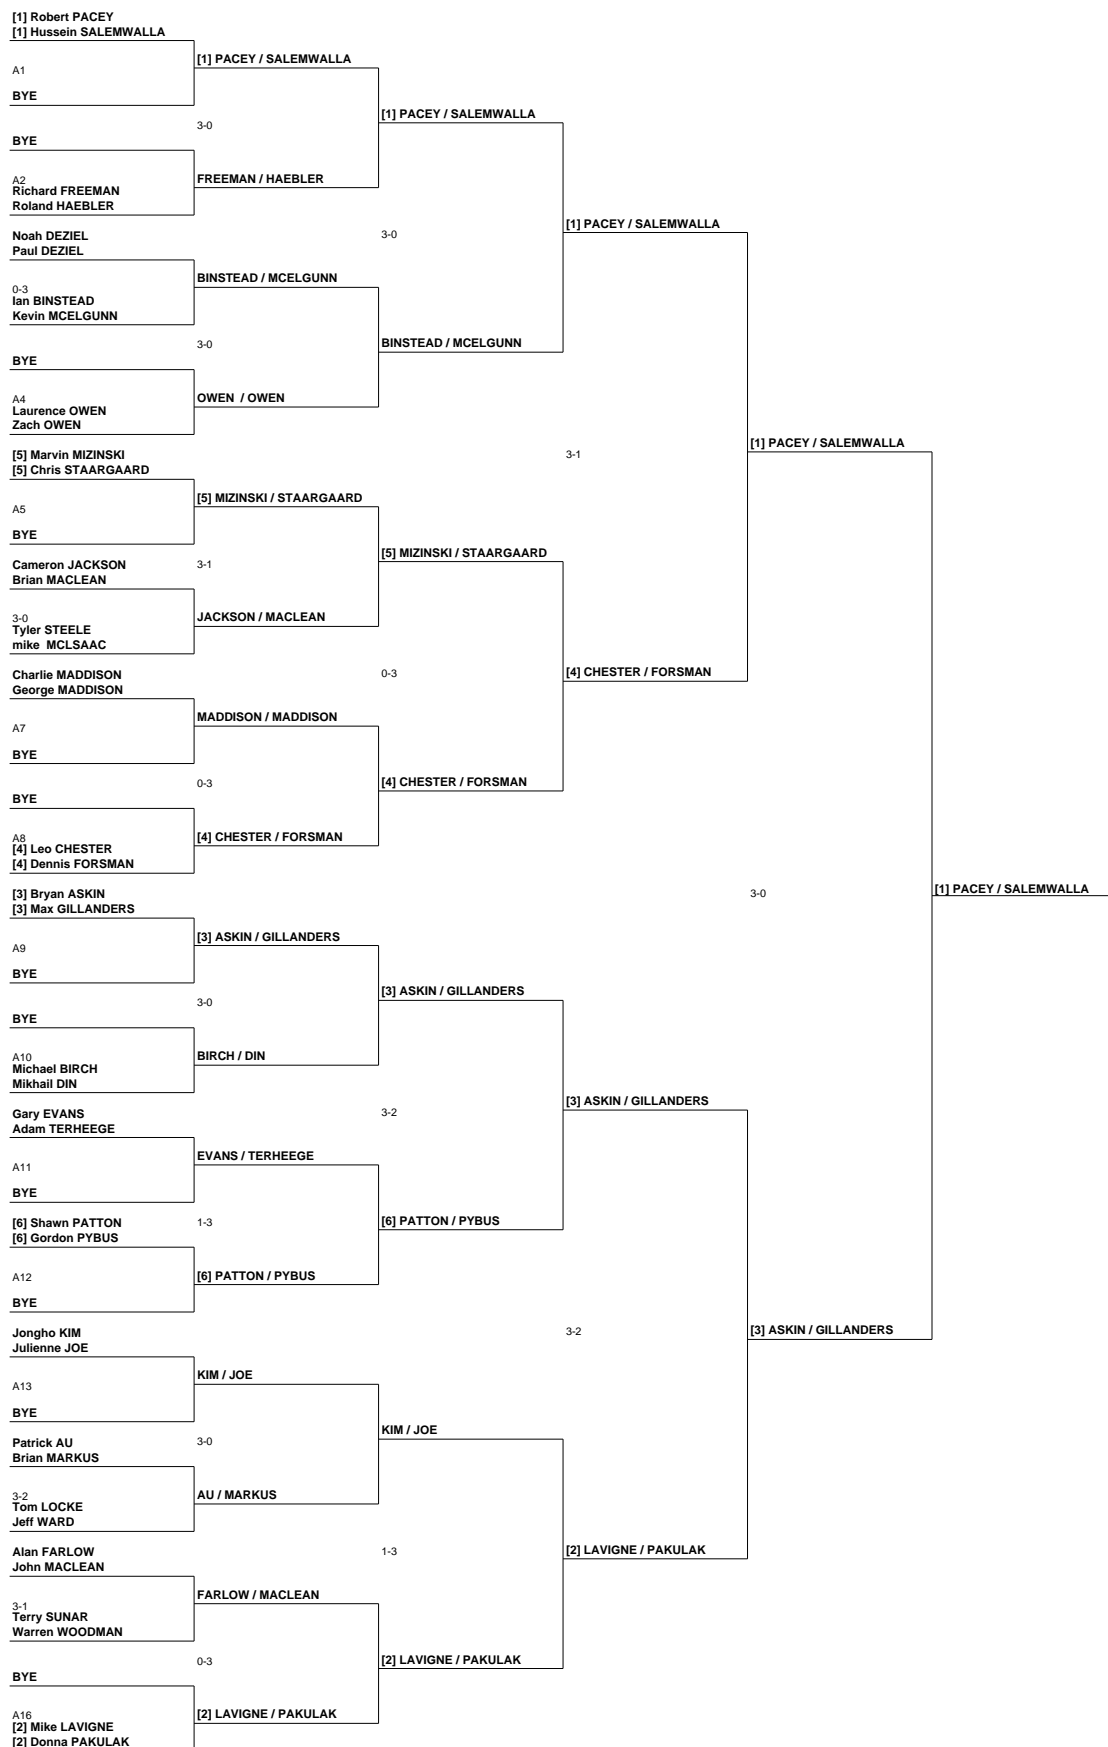 [1] Robert PACEY
[1] Hussein SALEMWALLA
[1] PACEY / SALEMWALLA
A1
BYE
[1] PACEY / SALEMWALLA
3-0
BYE
A2
FREEMAN / HAEBLER
Richard FREEMAN
Roland HAEBLER
[1] PACEY / SALEMWALLA
Noah DEZIEL
3-0
Paul DEZIEL
BINSTEAD / MCELGUNN
0-3
Ian BINSTEAD
Kevin MCELGUNN
3-0
BINSTEAD / MCELGUNN
BYE
A4
OWEN / OWEN
Laurence OWEN
Zach OWEN
[1] PACEY / SALEMWALLA
[5] Marvin MIZINSKI
3-1
[5] Chris STAARGAARD
[5] MIZINSKI / STAARGAARD
A5
BYE
[5] MIZINSKI / STAARGAARD
Cameron JACKSON
3-1
Brian MACLEAN
3-0
JACKSON / MACLEAN
Tyler STEELE
mike MCLSAAC
Charlie MADDISON
0-3
[4] CHESTER / FORSMAN
George MADDISON
MADDISON / MADDISON
A7
BYE
0-3
[4] CHESTER / FORSMAN
BYE
A8
[4] CHESTER / FORSMAN
[4] Leo CHESTER
[4] Dennis FORSMAN
[3] Bryan ASKIN
3-0
[1] PACEY / SALEMWALLA
[3] Max GILLANDERS
[3] ASKIN / GILLANDERS
A9
BYE
[3] ASKIN / GILLANDERS
3-0
BYE
A10
BIRCH / DIN
Michael BIRCH
Mikhail DIN
[3] ASKIN / GILLANDERS
Gary EVANS
3-2
Adam TERHEEGE
EVANS / TERHEEGE
A11
BYE
[6] Shawn PATTON
1-3
[6] PATTON / PYBUS
[6] Gordon PYBUS
A12
[6] PATTON / PYBUS
BYE
Jongho KIM
3-2
[3] ASKIN / GILLANDERS
Julienne JOE
KIM / JOE
A13
BYE
KIM / JOE
Patrick AU
3-0
Brian MARKUS
3-2
AU / MARKUS
Tom LOCKE
Jeff WARD
Alan FARLOW
1-3
[2] LAVIGNE / PAKULAK
John MACLEAN
FARLOW / MACLEAN
3-1
Terry SUNAR
Warren WOODMAN
0-3
[2] LAVIGNE / PAKULAK
BYE
A16
[2] LAVIGNE / PAKULAK
[2] Mike LAVIGNE
[2] Donna PAKULAK